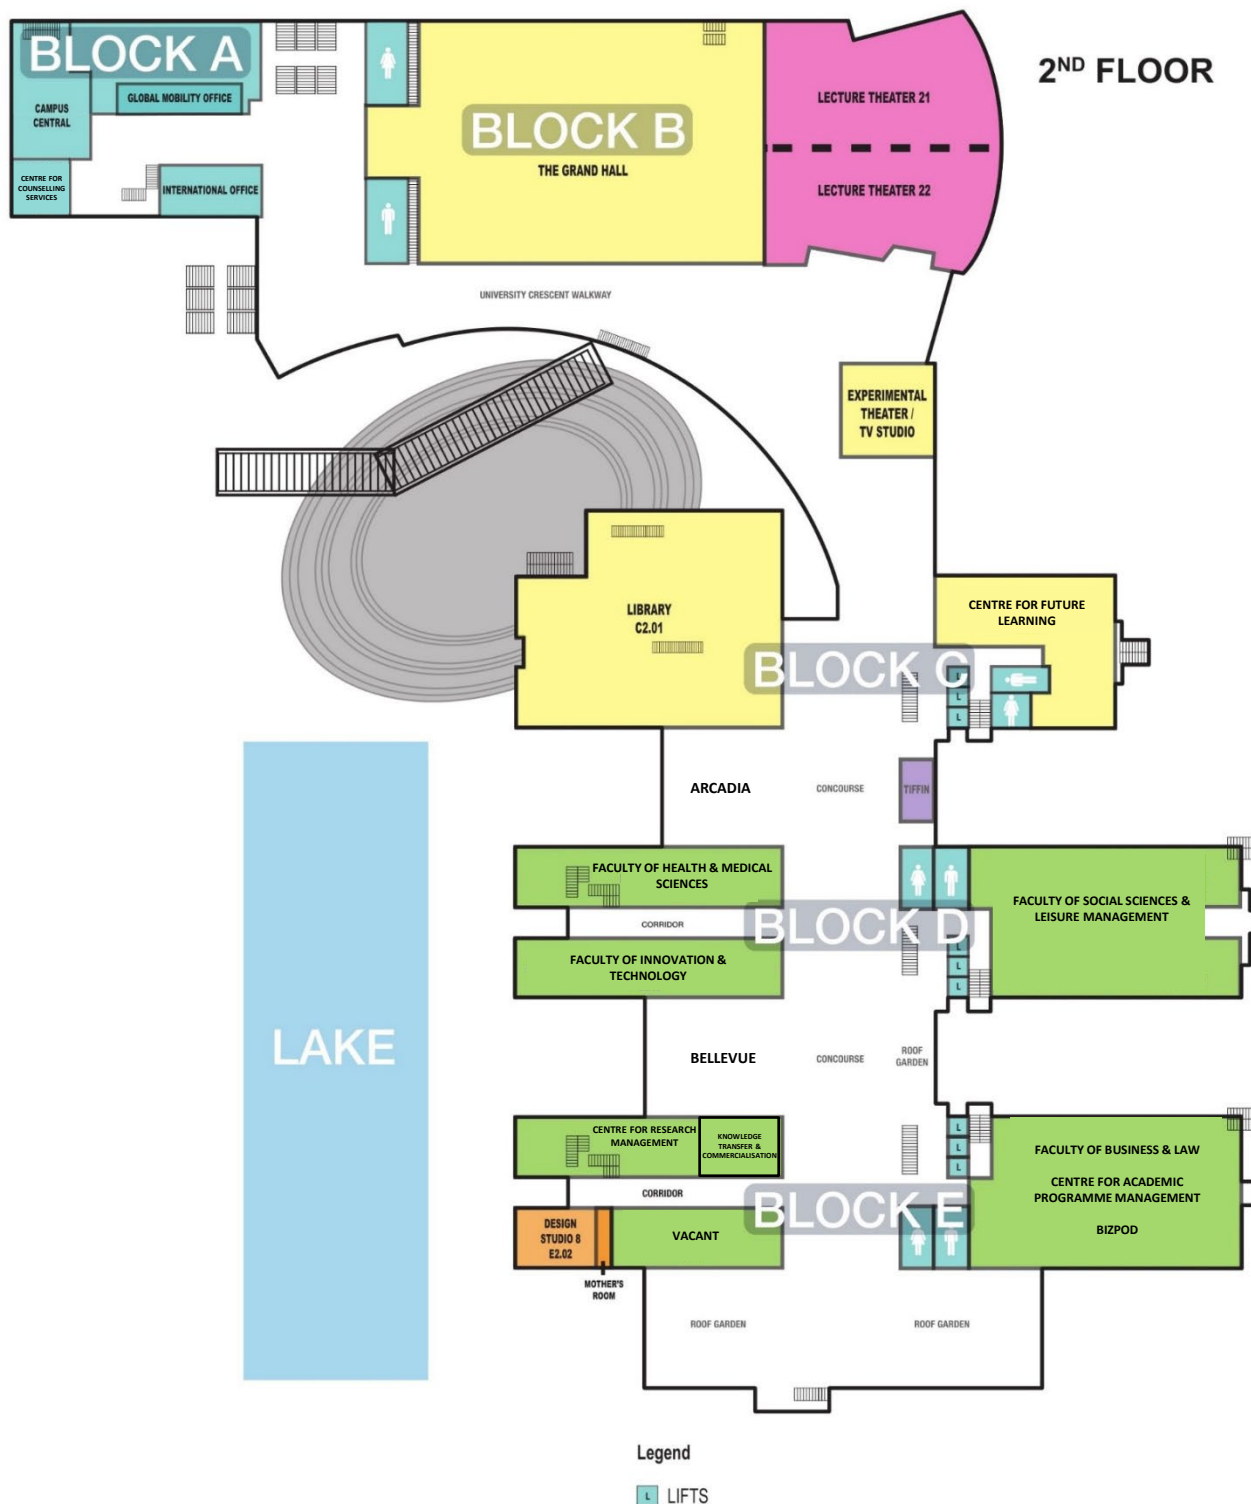 2ND FLOOR
BLOCK A
GLOBAL MOBILITY OFFICE
CAMPUS
CENTRAL
CENTRE FOR
COUNSELLING
SERVICES
INTERNATIONAL OFFICE
BLOCK B
THE GRAND HALL
LECTURE THEATER 21
LECTURE THEATER 22
UNIVERSITY CRESCENT WALKWAY
EXPERIMENTAL
THEATER /
TV STUDIO
LIBRARY
C2.01
CENTRE FOR FUTURE
LEARNING
BLOCK C
L
L
L
ARCADIA
CONCOURSE
TIFFIN
FACULTY OF HEALTH & MEDICAL
SCIENCES
CORRIDOR
BLOCK D
FACULTY OF SOCIAL SCIENCES &
LEISURE MANAGEMENT
FACULTY OF INNOVATION &
TECHNOLOGY
L
L
L
LAKE
BELLEVUE
CONCOURSE
ROOF
GARDEN
CENTRE FOR RESEARCH
MANAGEMENT
KNOWLEDGE
TRANSFER &
COMMERCIALISATION
L
L
L
FACULTY OF BUSINESS & LAW
CENTRE FOR ACADEMIC
PROGRAMME MANAGEMENT
BIZPOD
CORRIDOR
BLOCK E
DESIGN
STUDIO 8
E2.02
VACANT
MOTHER'S
ROOM
ROOF GARDEN
ROOF GARDEN
Legend
L LIFTS